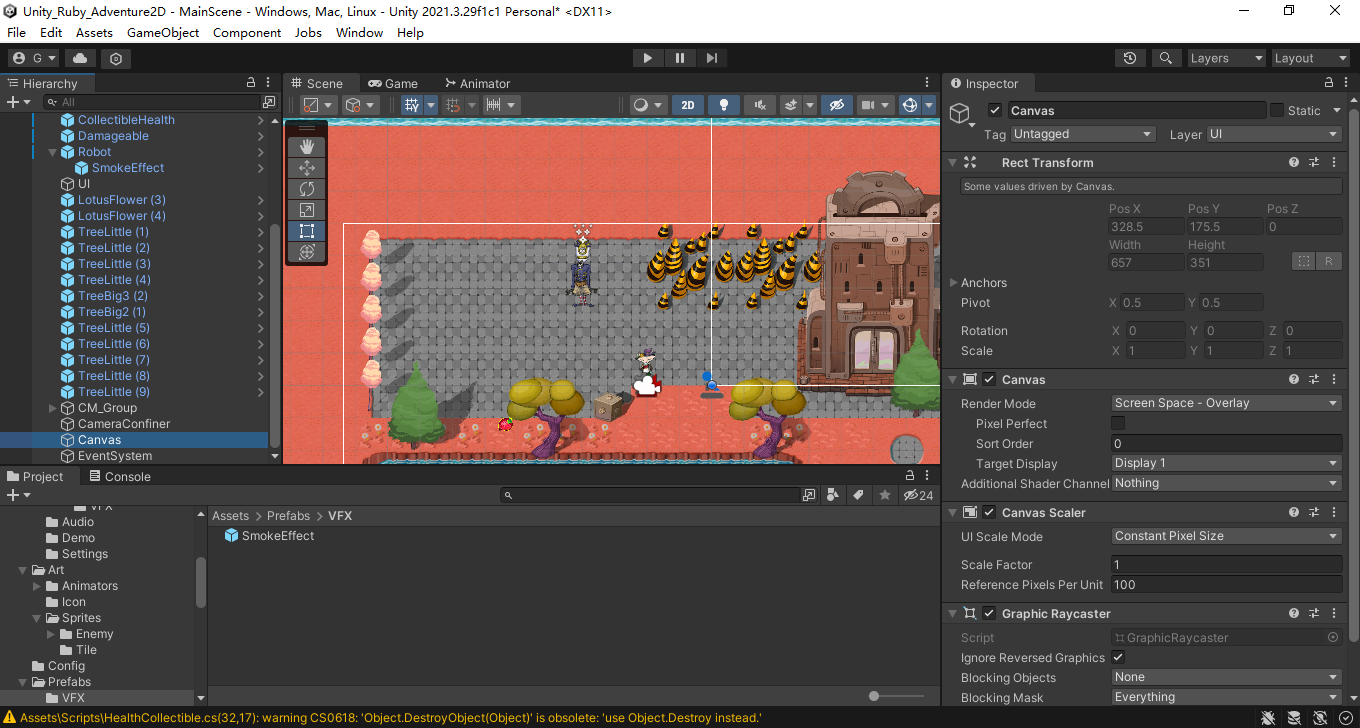 Unity_Ruby_Adventure2D - MainScene - Windows, Mac, Linux - Unity 2021.3.29f1c1 Personal* <DX11>
File Edit Assets GameObject Component Jobs Window Help
G Layers Layout
Hierarchy
All
CollectibleHealth
Damageable
Robot
SmokeEffect
UI
LotusFlower (3)
LotusFlower (4)
TreeLittle (1)
TreeLittle (2)
TreeLittle (3)
TreeLittle (4)
TreeBig3 (2)
TreeBig2 (1)
TreeLittle (5)
TreeLittle (6)
TreeLittle (7)
TreeLittle (8)
TreeLittle (9)
CM_Group
CameraConfiner
Canvas
EventSystem
Scene Game Animator
2D
Inspector
Canvas Static
Tag Untagged Layer UI
Rect Transform
Some values driven by Canvas.
Pos X Pos Y Pos Z
328.5 175.5 0
Width Height
657 351 R
Anchors
Pivot X 0.5 Y 0.5
Rotation X 0 Y 0 Z 0
Scale X 1 Y 1 Z 1
Canvas
Render Mode Screen Space - Overlay
Pixel Perfect
Sort Order 0
Target Display Display 1
Additional Shader Channel Nothing
Canvas Scaler
UI Scale Mode Constant Pixel Size
Scale Factor 1
Reference Pixels Per Unit 100
Graphic Raycaster
Script GraphicRaycaster
Ignore Reversed Graphics
Blocking Objects None
Blocking Mask Everything
Project Console
24
VFX
Audio
Demo
Settings
Art
Animators
Icon
Sprites
Enemy
Tile
Config
Prefabs
VFX
Assets > Prefabs > VFX
SmokeEffect
Assets\Scripts\HealthCollectible.cs(32,17): warning CS0618: 'Object.DestroyObject(Object)' is obsolete: 'use Object.Destroy instead.'